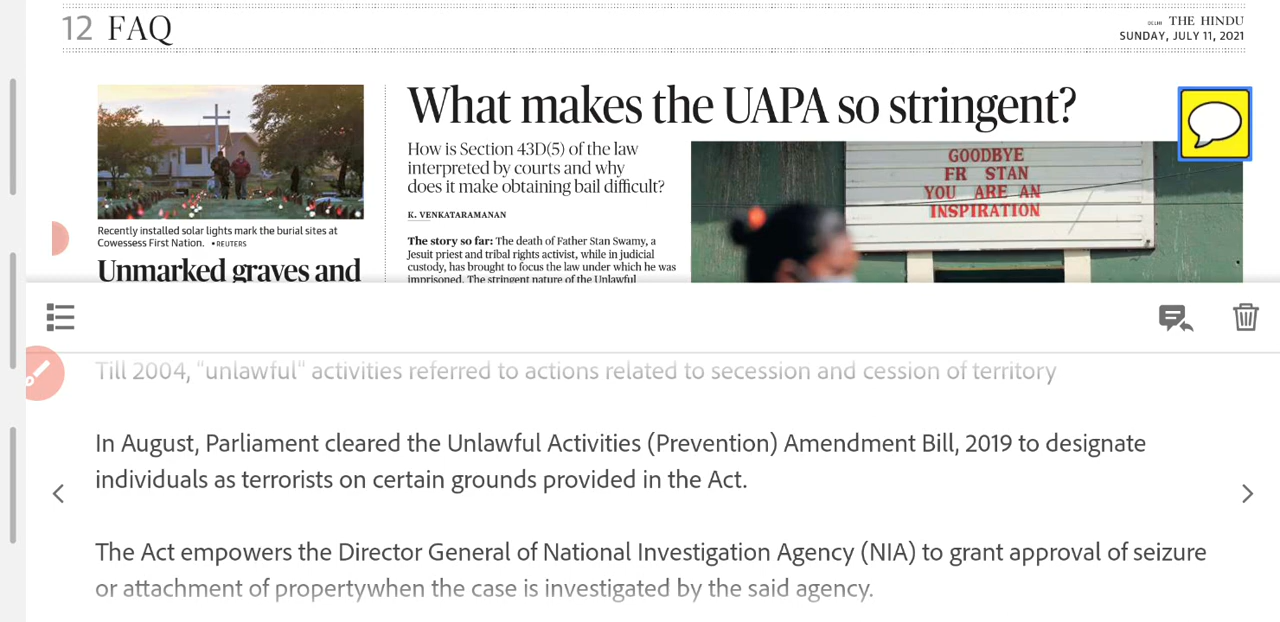 12 FAQ
DELHI THE HINDU
SUNDAY, JULY 11, 2021
What makes the UAPA so stringent?
How is Section 43D(5) of the law
interpreted by courts and why
does it make obtaining bail difficult?
K. VENKATARAMANAN
The story so far: The death of Father Stan Swamy, a
Jesuit priest and tribal rights activist, while in judicial
custody, has brought to focus the law under which he was
imprisoned. The stringent nature of the Unlawful
GOODBYE
FR STAN
YOU ARE AN
INSPIRATION
Recently installed solar lights mark the burial sites at
Cowessess First Nation. •REUTERS
Unmarked graves and
Till 2004, "unlawful" activities referred to actions related to secession and cession of territory
In August, Parliament cleared the Unlawful Activities (Prevention) Amendment Bill, 2019 to designate
individuals as terrorists on certain grounds provided in the Act.
The Act empowers the Director General of National Investigation Agency (NIA) to grant approval of seizure
or attachment of propertywhen the case is investigated by the said agency.